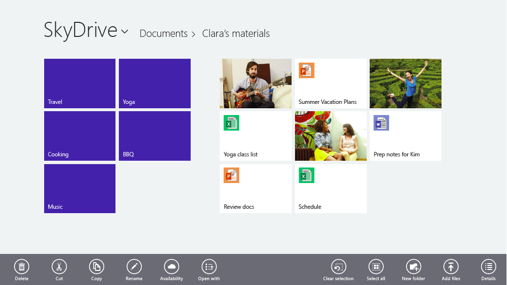 SkyDrive Documents > Clara's materials
Travel
Yoga
Cooking
BBQ
Music
Summer Vacation Plans
Yoga class list
Prep notes for Kim
Review docs
Schedule
Delete
Cut
Copy
Rename
Availability
Open with
Clear selection
Select all
New folder
Add files
Details